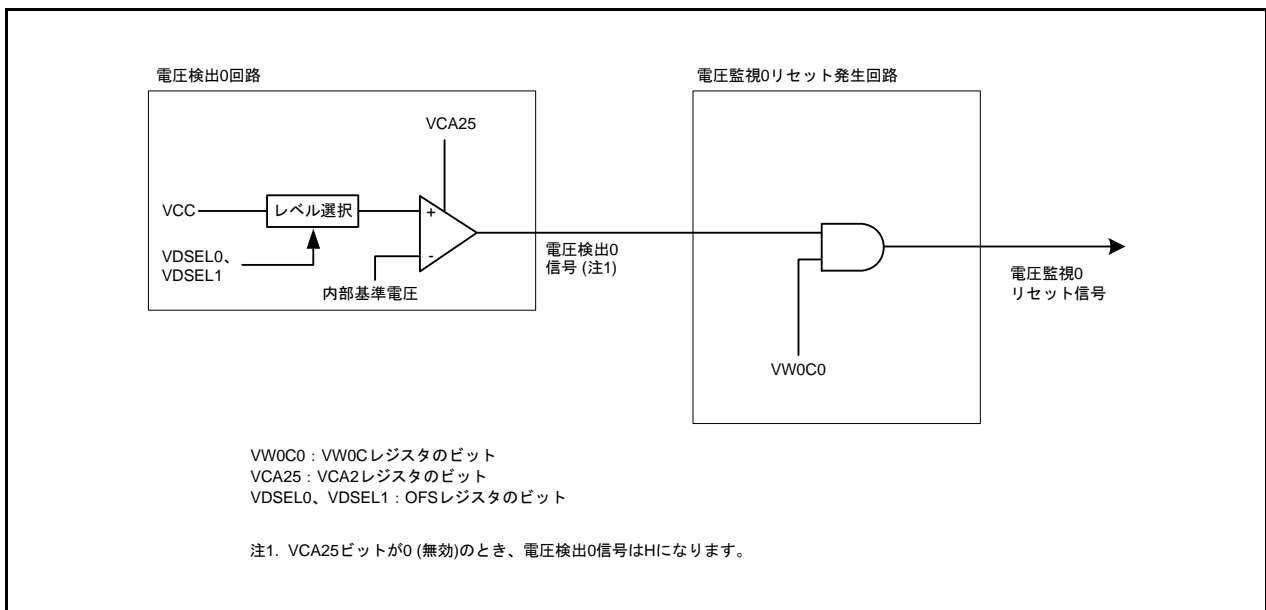 電圧検出0回路
電圧監視0リセット発生回路
VCA25
VCC
レベル選択
+
-
VDSEL0、
VDSEL1
内部基準電圧
電圧検出0
信号 (注1)
電圧監視0
リセット信号
VW0C0
VW0C0：VW0Cレジスタのビット
VCA25：VCA2レジスタのビット
VDSEL0、VDSEL1：OFSレジスタのビット
注1. VCA25ビットが0 (無効)のとき、電圧検出0信号はHになります。